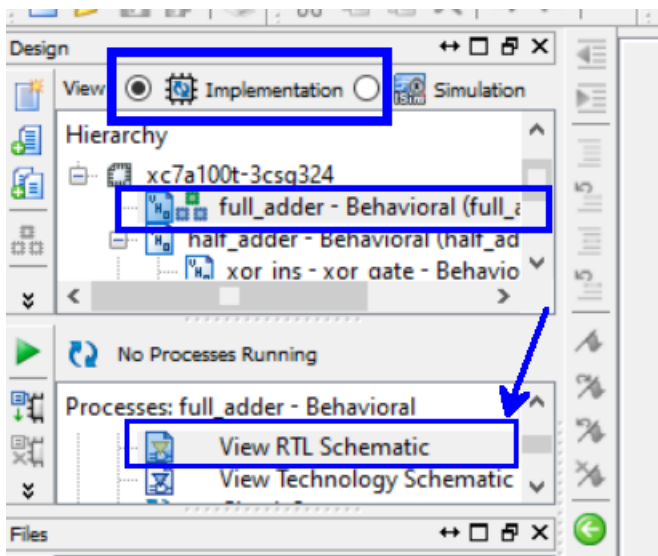 Design
View: Implementation Simulation
Hierarchy
xc7a100t-3csg324
full_adder - Behavioral (full_a
half_adder - Behavioral (half_ad
xor_ins - xor_gate - Behavio
No Processes Running
Processes: full_adder - Behavioral
View RTL Schematic
View Technology Schematic
Files